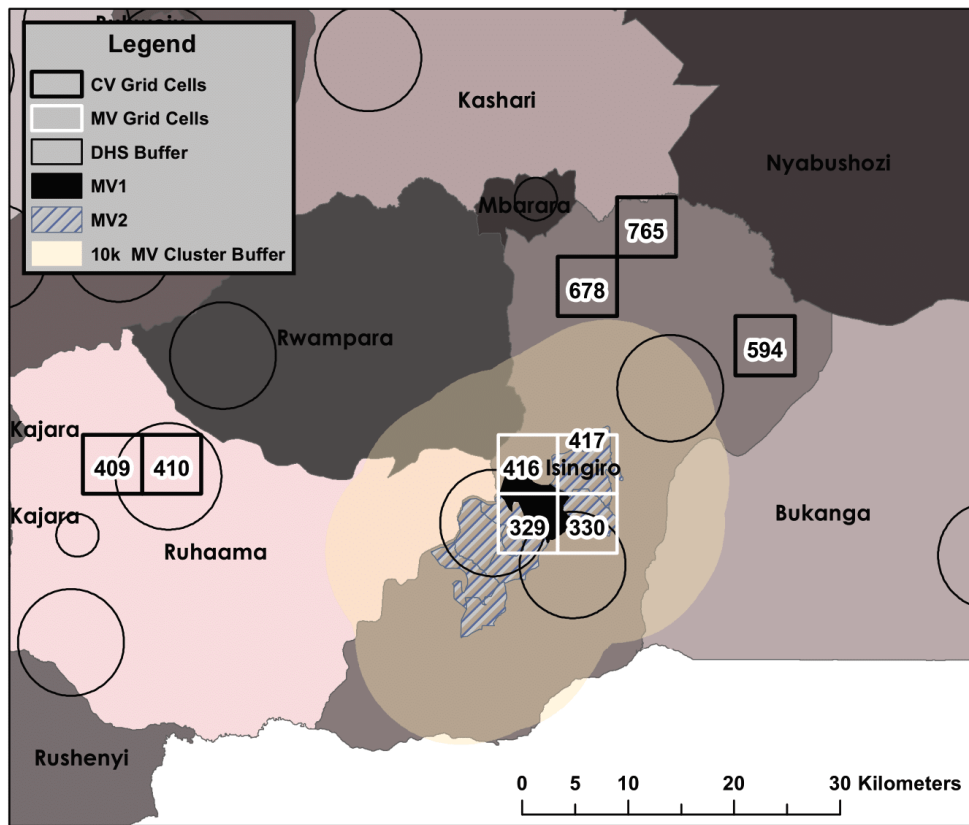 Legend
CV Grid Cells
MV Grid Cells
DHS Buffer
MV1
MV2
10k MV Cluster Buffer
Kashari
Nyabushozi
Mbarara
765
678
Rwampara
594
Kajara
417
409
410
416
Isingiro
Kajara
Bukanga
329
330
Ruhaama
Rushenyi
0
5
10
20
30 Kilometers